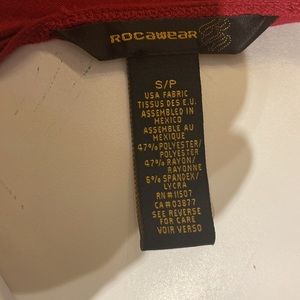 ROCAWEAR
S/P
USA FABRIC
TISSUS DES E.U.
ASSEMBLED IN
MEXICO
ASSEMBLE AU
MEXIQUE
47% POLYESTER/
POLYESTER
47% RAYON/
RAYONNE
6% SPANDEX/
LYCRA
RN# 11507
CA# 03877
SEE REVERSE
FOR CARE
VOIR VERSO